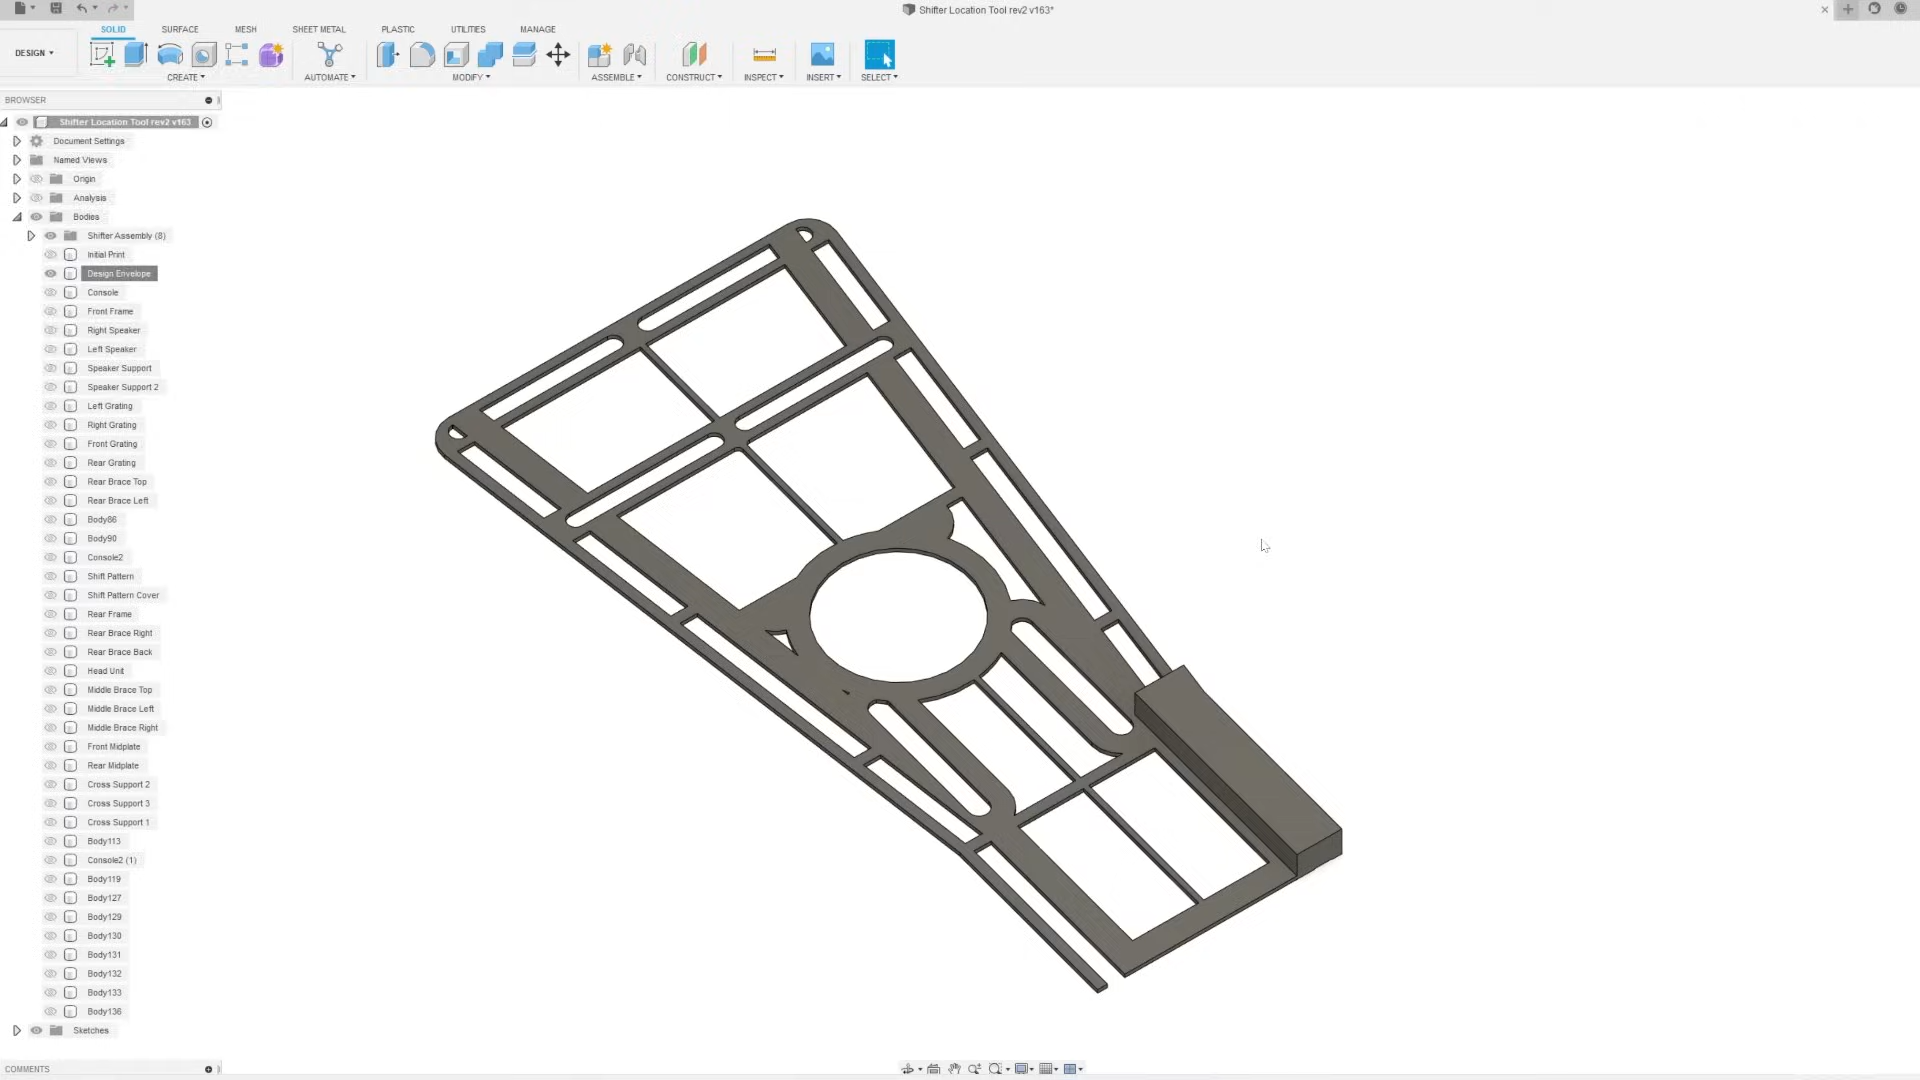 Shifter Location Tool rev2 v163*
SOLID SURFACE MESH SHEET METAL PLASTIC UTILITIES MANAGE
DESIGN
CREATE AUTOMATE MODIFY ASSEMBLE CONSTRUCT INSPECT INSERT SELECT
BROWSER
Shifter Location Tool rev2 v163
Document Settings
Named Views
Origin
Analysis
Bodies
Shifter Assembly (8)
Initial Print
Design Envelope
Console
Front Frame
Right Speaker
Left Speaker
Speaker Support
Speaker Support 2
Left Grating
Right Grating
Front Grating
Rear Grating
Rear Brace Top
Rear Brace Left
Body86
Body90
Console2
Shift Pattern
Shift Pattern Cover
Rear Frame
Rear Brace Right
Rear Brace Back
Head Unit
Middle Brace Top
Middle Brace Left
Middle Brace Right
Front Midplate
Rear Midplate
Cross Support 2
Cross Support 3
Cross Support 1
Body113
Console2 (1)
Body119
Body127
Body129
Body130
Body131
Body132
Body133
Body136
Sketches
COMMENTS